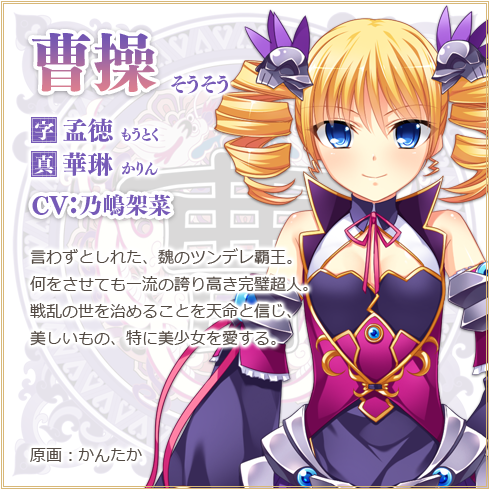 曹操 そうそう
字 孟徳 もうとく
真 華琳 かりん
CV:乃嶋架菜
言わずとしれた、魏のツンデレ覇王。
何をさせても一流の誇り高き完璧超人。
戦乱の世を治めることを天命と信じ、
美しいもの、特に美少女を愛する。
原画：かんたか